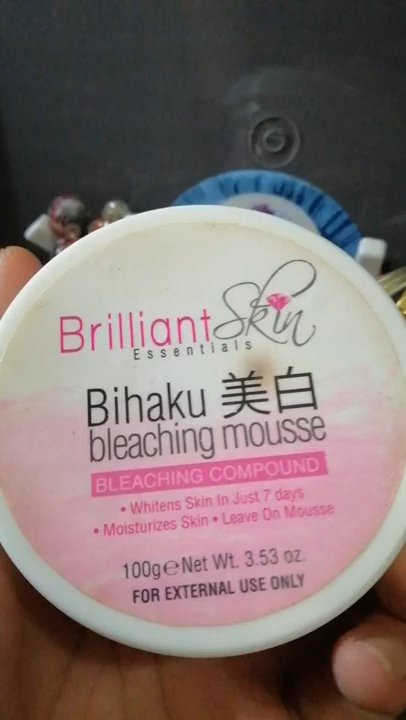 Brilliant Skin
Essentials
Bihaku 美白
bleaching mousse
BLEACHING COMPOUND
• Whitens Skin In Just 7 days
• Moisturizes Skin • Leave On Mousse
100g℮Net Wt. 3.53 oz.
FOR EXTERNAL USE ONLY